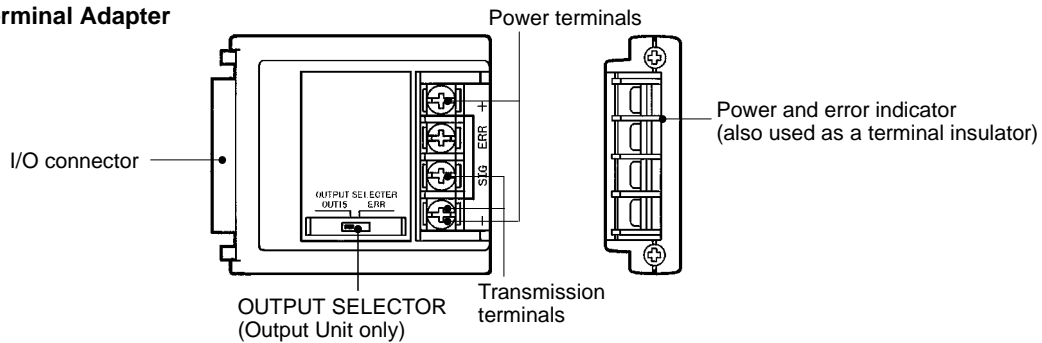 erminal Adapter
Power terminals
Power and error indicator
(also used as a terminal insulator)
I/O connector
+
ERR
SIG
−
OUTPUT SELECTER
OUT15 ERR
OUTPUT SELECTOR
(Output Unit only)
Transmission
terminals